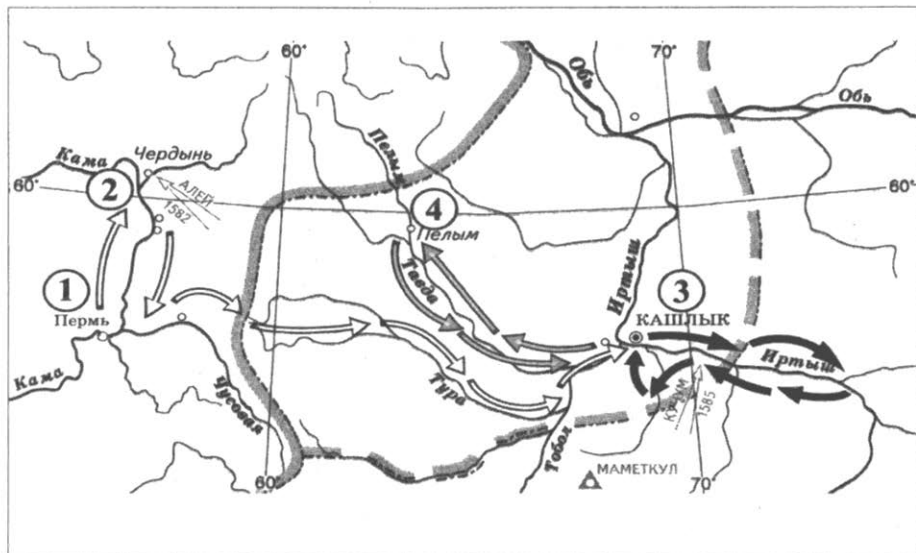 60°
70°
Обь
Обь
Кама
Чердынь
Пелым
60°
2
АЛЕЙ
1582
60°
4
Пелым
1
Пермь
Тавда
Иртыш
3
КАШЛЫК
Иртыш
Кама
Чусовая
Тура
КУЧУМ
1585
Тобол
60°
МАМЕТКУЛ
70°